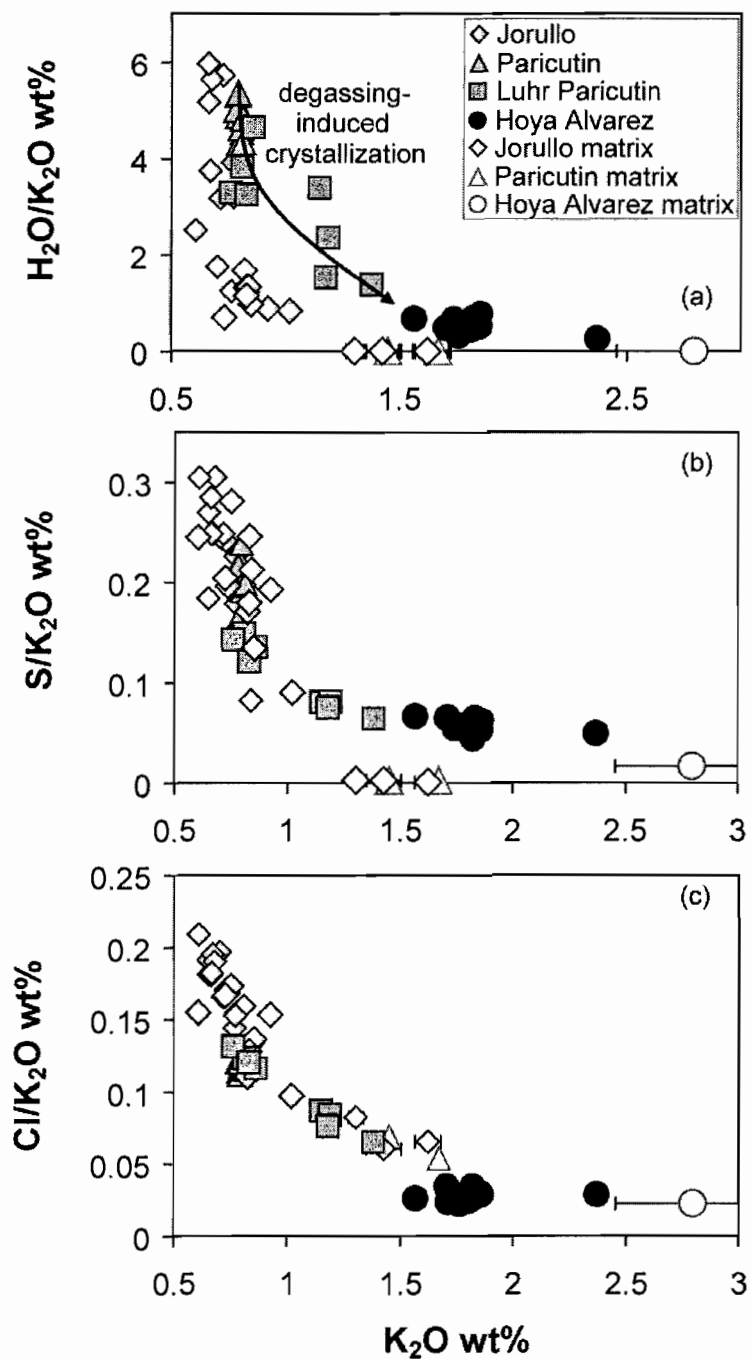 H₂O/K₂O wt%
6
4
2
0
degassing-
induced
crystallization
Jorullo
Paricutin
Luhr Paricutin
Hoya Alvarez
Jorullo matrix
Paricutin matrix
Hoya Alvarez matrix
(a)
0.5 1.5 2.5
S/K₂O wt%
0.3
0.2
0.1
0
(b)
0.5 1 1.5 2 2.5 3
Cl/K₂O wt%
0.25
0.2
0.15
0.1
0.05
0
(c)
0.5 1 1.5 2 2.5 3
K₂O wt%